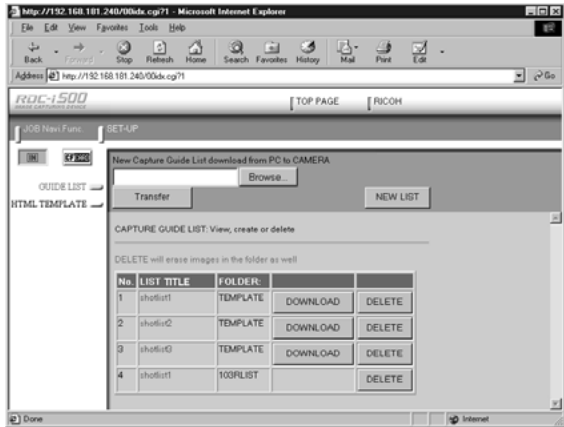 http://192.168.181.240/00idx.cgi?1 - Microsoft Internet Explorer
File Edit View Favorites Tools Help
Back Forward Stop Refresh Home Search Favorites History Mail Print Edit
Address http://192.168.181.240/00idx.cgi?1 Go
RDC-i500
IMAGE CAPTURING DEVICE
TOP PAGE RICOH
JOB Navi.Func. SET-UP
IN
New Capture Guide List download from PC to CAMERA
Browse...
GUIDE LIST
Transfer NEW LIST
HTML TEMPLATE
CAPTURE GUIDE LIST: View, create or delete
DELETE will erase images in the folder as well
No. LIST TITLE FOLDER:
1 shotlist1 TEMPLATE DOWNLOAD DELETE
2 shotlist2 TEMPLATE DOWNLOAD DELETE
3 shotlist3 TEMPLATE DOWNLOAD DELETE
4 shotlist1 103RLIST DELETE
Done Internet